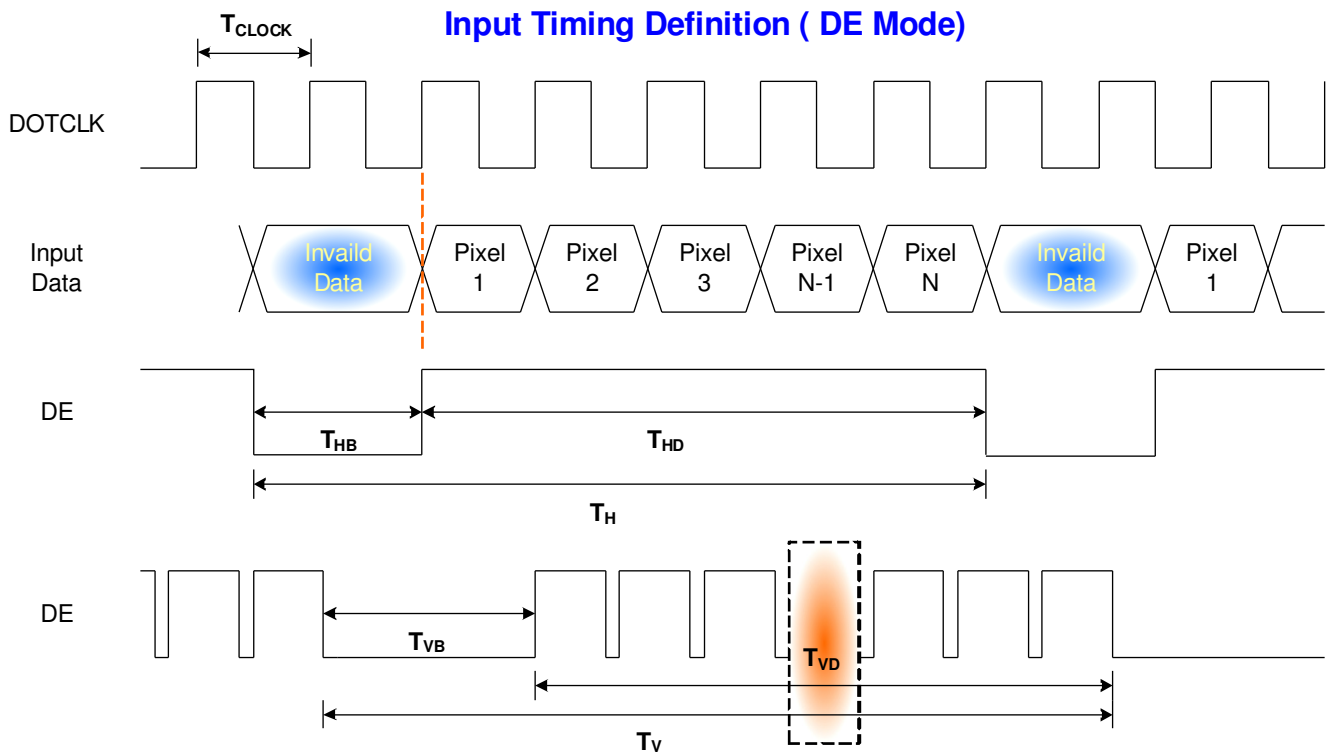 Input Timing Definition ( DE Mode)
TCLOCK
DOTCLK
Input
Data
Invaild
Data
Pixel
1
Pixel
2
Pixel
3
Pixel
N-1
Pixel
N
Invaild
Data
Pixel
1
DE
THB
THD
TH
DE
TVB
TVD
TV